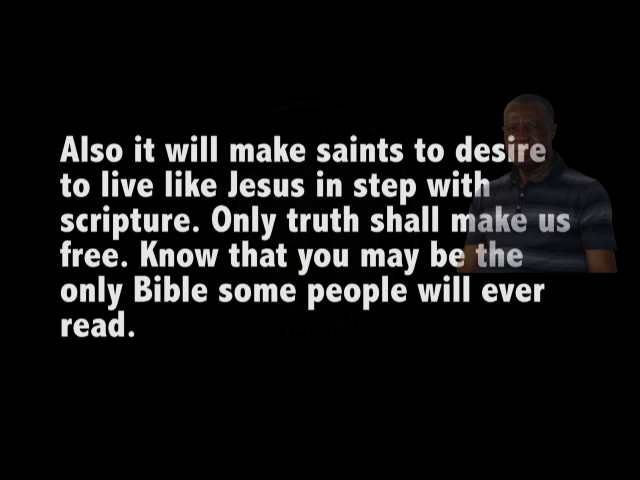 Also it will make saints to desire
to live like Jesus in step with
scripture. Only truth shall make us
free. Know that you may be the
only Bible some people will ever
read.